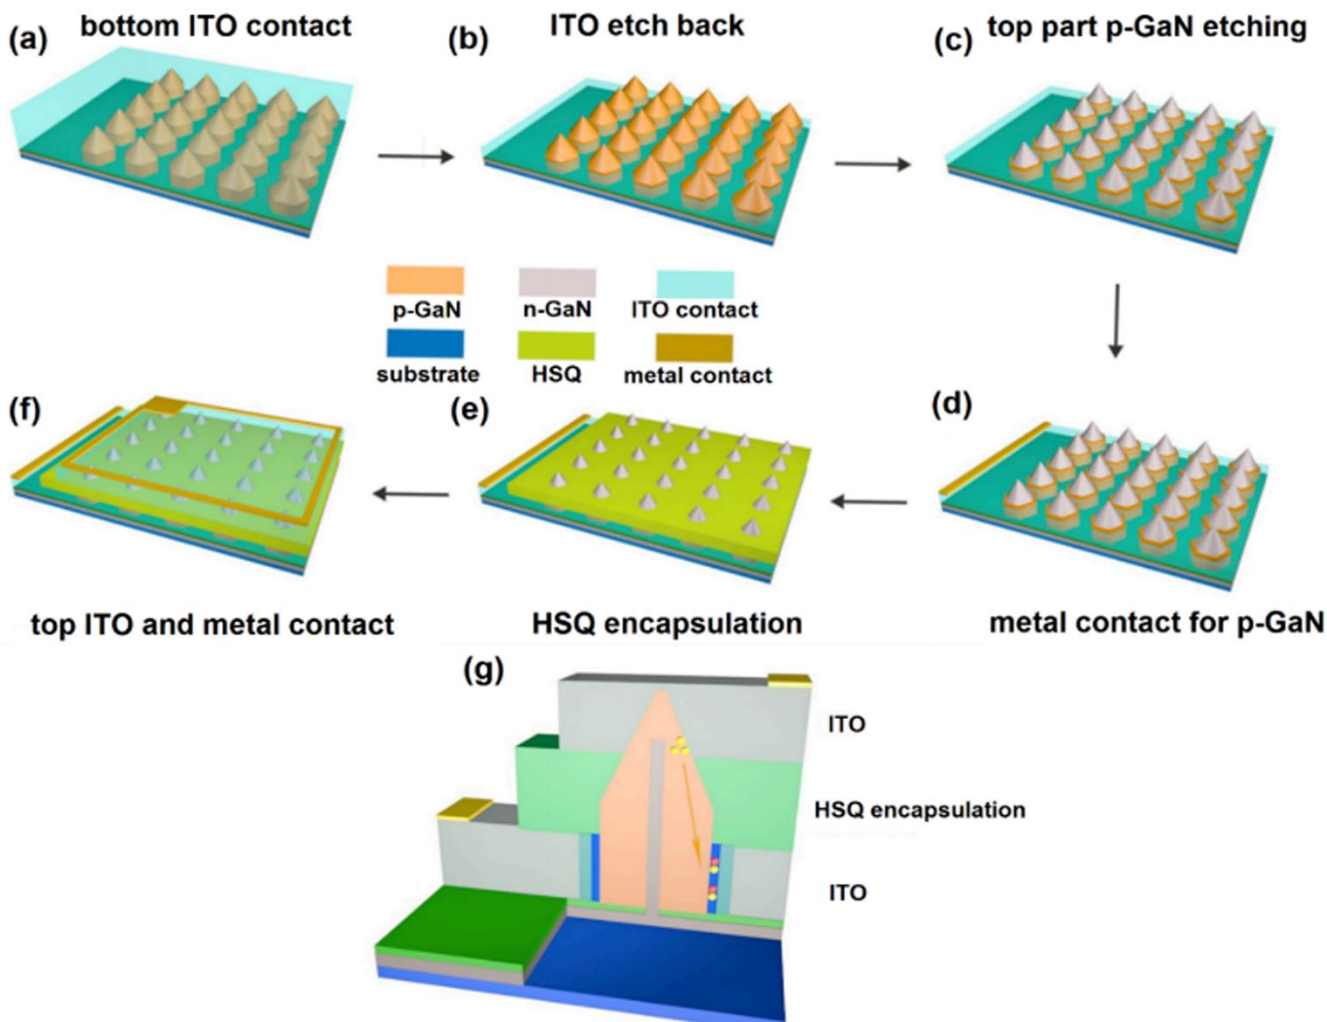 (a) bottom ITO contact
(b) ITO etch back
(c) top part p-GaN etching
p-GaN n-GaN ITO contact
substrate HSQ metal contact
(f) (e) (d)
top ITO and metal contact HSQ encapsulation metal contact for p-GaN
(g)
ITO
HSQ encapsulation
ITO